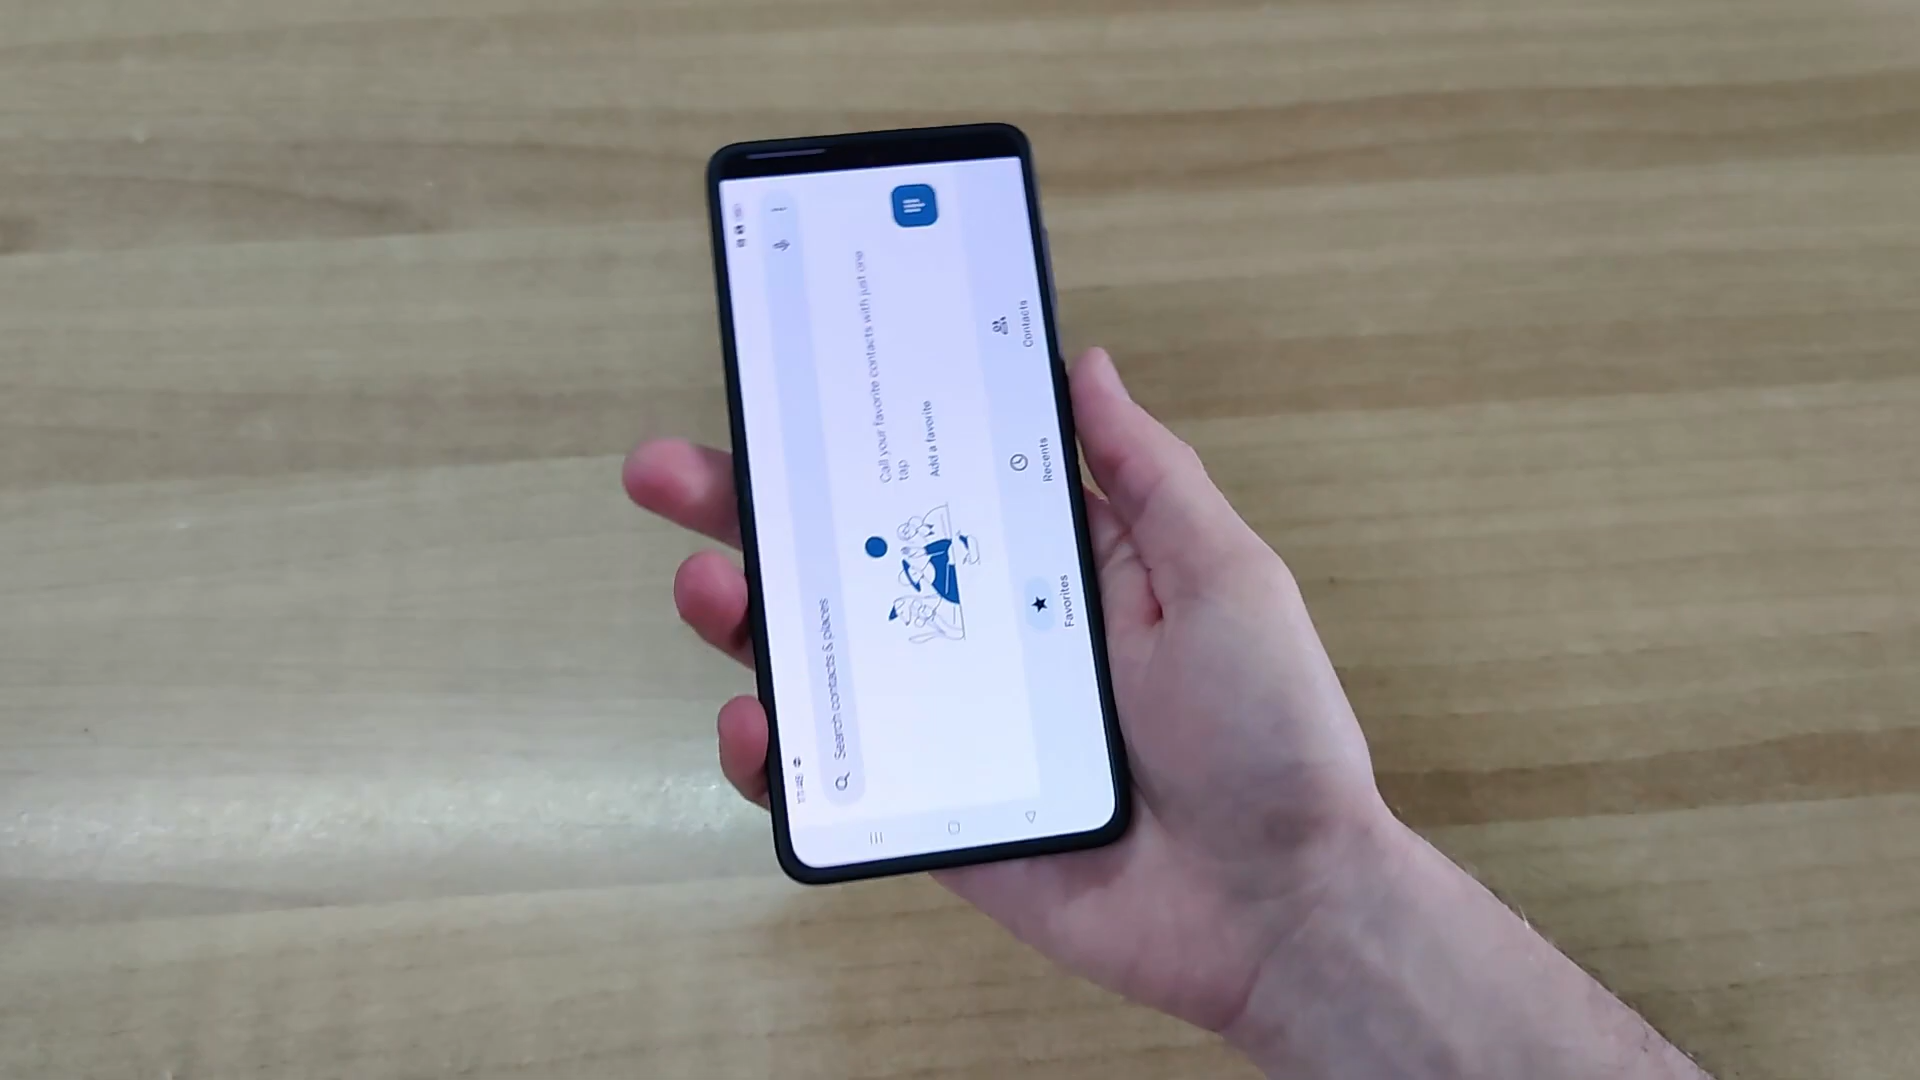 Search contacts & places
Call your favorite contacts with just one
tap
Add a favorite
Favorites
Recents
Contacts